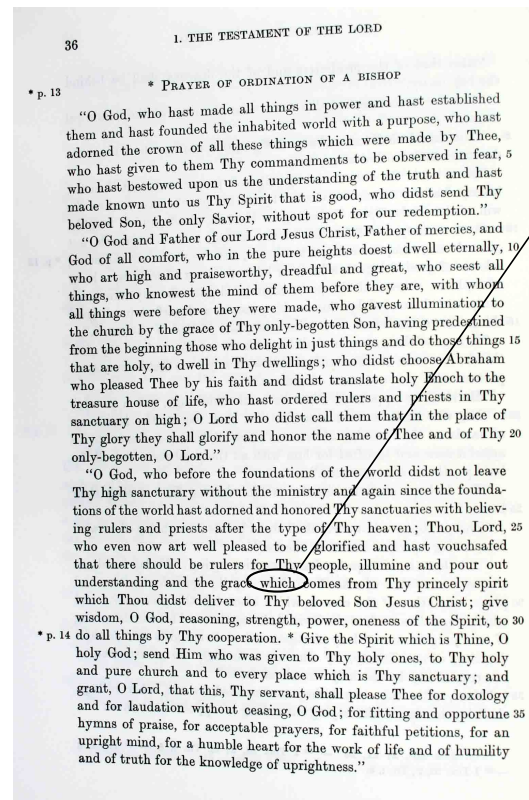 36
1. THE TESTAMENT OF THE LORD
* p. 13
* PRAYER OF ORDINATION OF A BISHOP
“O God, who hast made all things in power and hast established
them and hast founded the inhabited world with a purpose, who hast
adorned the crown of all these things which were made by Thee,
who hast given to them Thy commandments to be observed in fear, 5
who hast bestowed upon us the understanding of the truth and hast
made known unto us Thy Spirit that is good, who didst send Thy
beloved Son, the only Savior, without spot for our redemption.”
“O God and Father of our Lord Jesus Christ, Father of mercies, and
God of all comfort, who in the pure heights doest dwell eternally, 10
who art high and praiseworthy, dreadful and great, who seest all
things, who knowest the mind of them before they are, with whom
all things were before they were made, who gavest illumination to
the church by the grace of Thy only-begotten Son, having predestined
from the beginning those who delight in just things and do those things 15
that are holy, to dwell in Thy dwellings; who didst choose Abraham
who pleased Thee by his faith and didst translate holy Enoch to the
treasure house of life, who hast ordered rulers and priests in Thy
sanctuary on high; O Lord who didst call them that in the place of
Thy glory they shall glorify and honor the name of Thee and of Thy 20
only-begotten, O Lord.”
“O God, who before the foundations of the world didst not leave
Thy high sancturary without the ministry and again since the founda-
tions of the world hast adorned and honored Thy sanctuaries with believ-
ing rulers and priests after the type of Thy heaven; Thou, Lord, 25
who even now art well pleased to be glorified and hast vouchsafed
that there should be rulers for Thy people, illumine and pour out
understanding and the grace which comes from Thy princely spirit
which Thou didst deliver to Thy beloved Son Jesus Christ; give
wisdom, O God, reasoning, strength, power, oneness of the Spirit, to 30
* p. 14 do all things by Thy cooperation. * Give the Spirit which is Thine, O
holy God; send Him who was given to Thy holy ones, to Thy holy
and pure church and to every place which is Thy sanctuary; and
grant, O Lord, that this, Thy servant, shall please Thee for doxology
and for laudation without ceasing, O God; for fitting and opportune 35
hymns of praise, for acceptable prayers, for faithful petitions, for an
upright mind, for a humble heart for the work of life and of humility
and of truth for the knowledge of uprightness.”